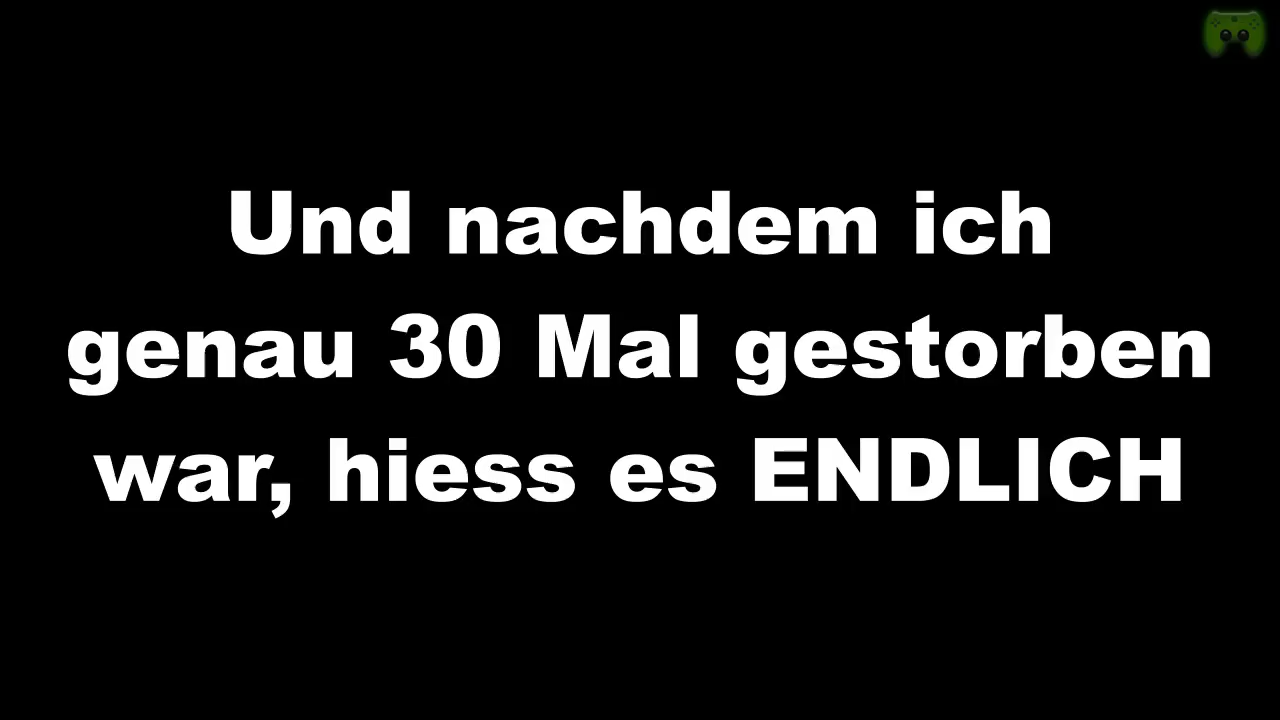 Und nachdem ich
genau 30 Mal gestorben
war, hiess es ENDLICH